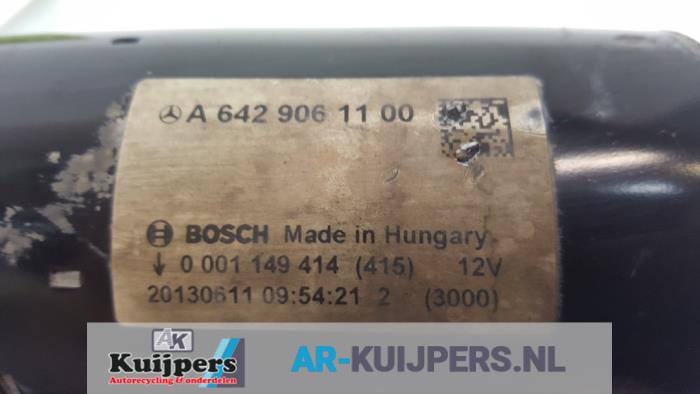 A 642 906 11 00
BOSCH Made in Hungary
0 001 149 414 (415) 12V
20130611 09:54:21 2 (3000)
AK
Kuijpers
Autorecycling & onderdelen
AR-KUIJPERS.NL